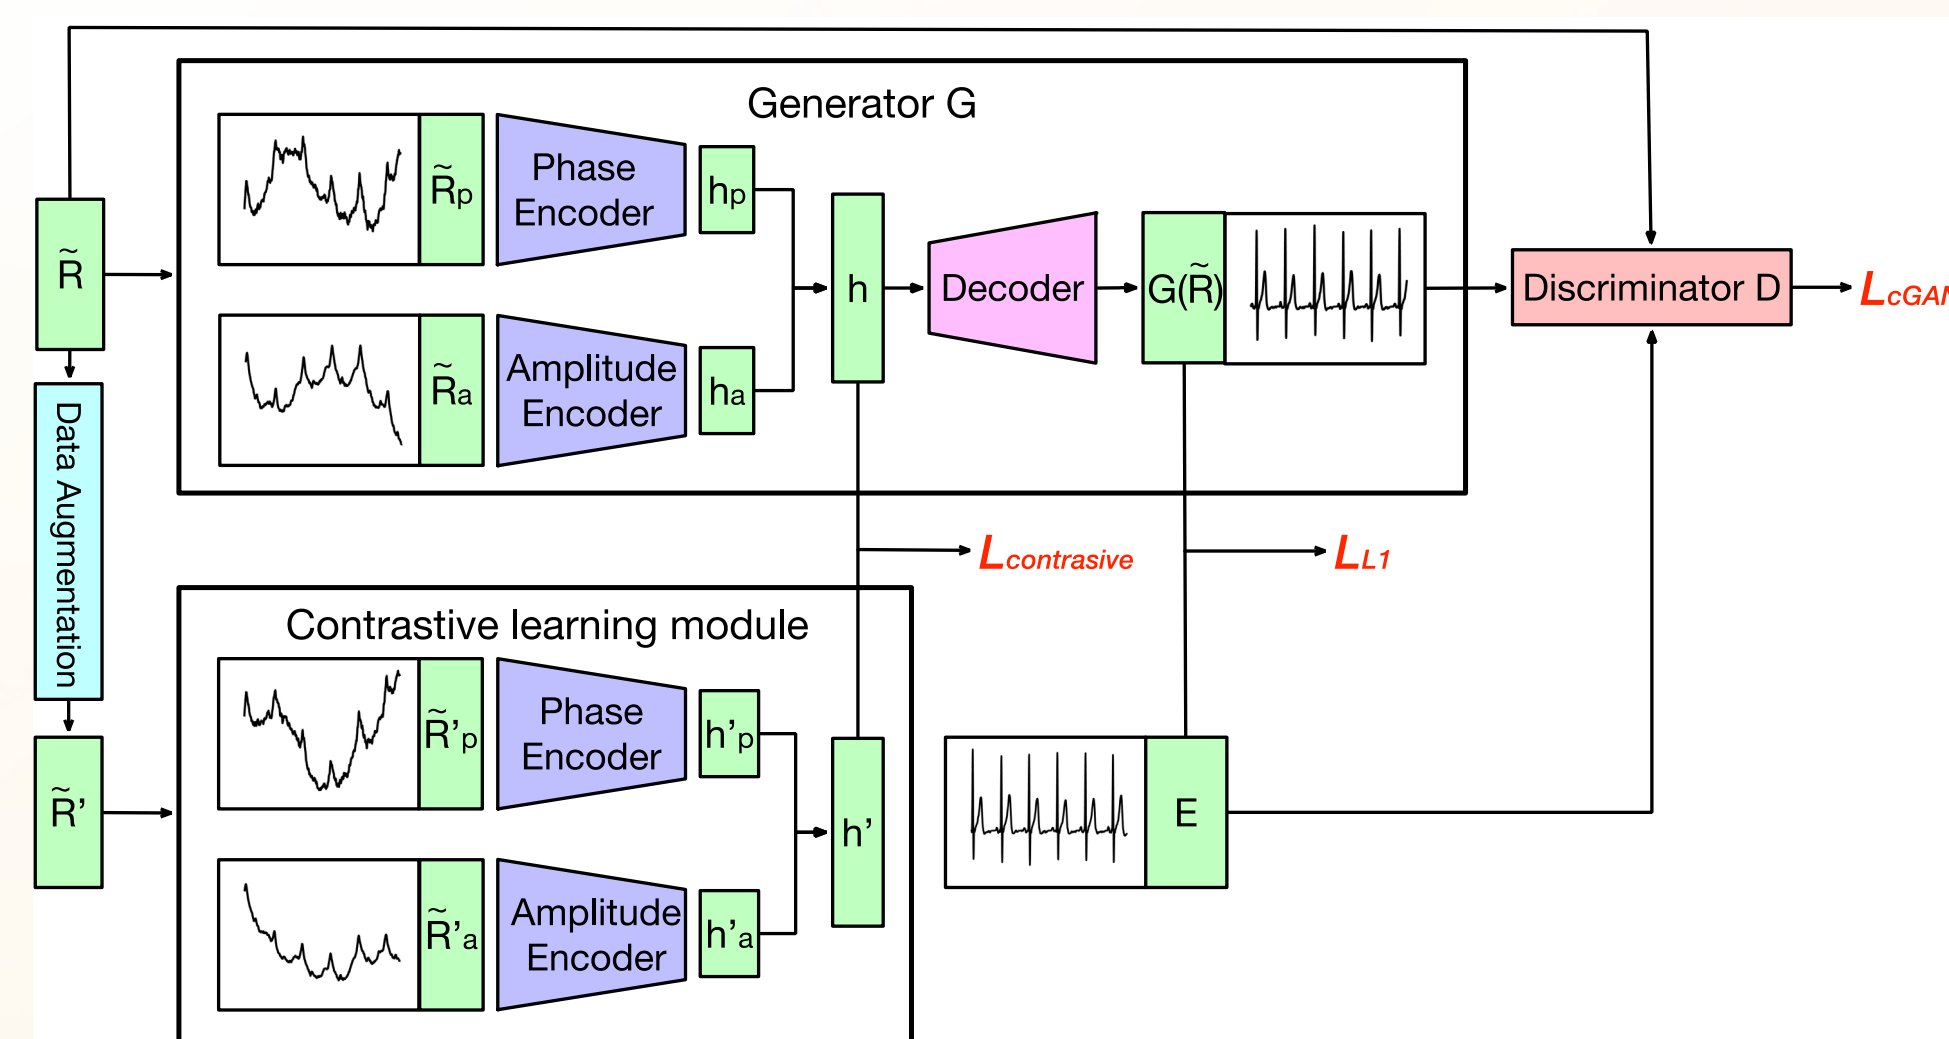 Generator G
R̃
R̃p
Phase
Encoder
hp
R̃a
Amplitude
Encoder
ha
h
Decoder
G(R̃)
Discriminator D
LcGAN
Data Augmentation
Lcontrasive
LL1
Contrastive learning module
R̃'
R̃'p
Phase
Encoder
h'p
R̃'a
Amplitude
Encoder
h'a
h'
E